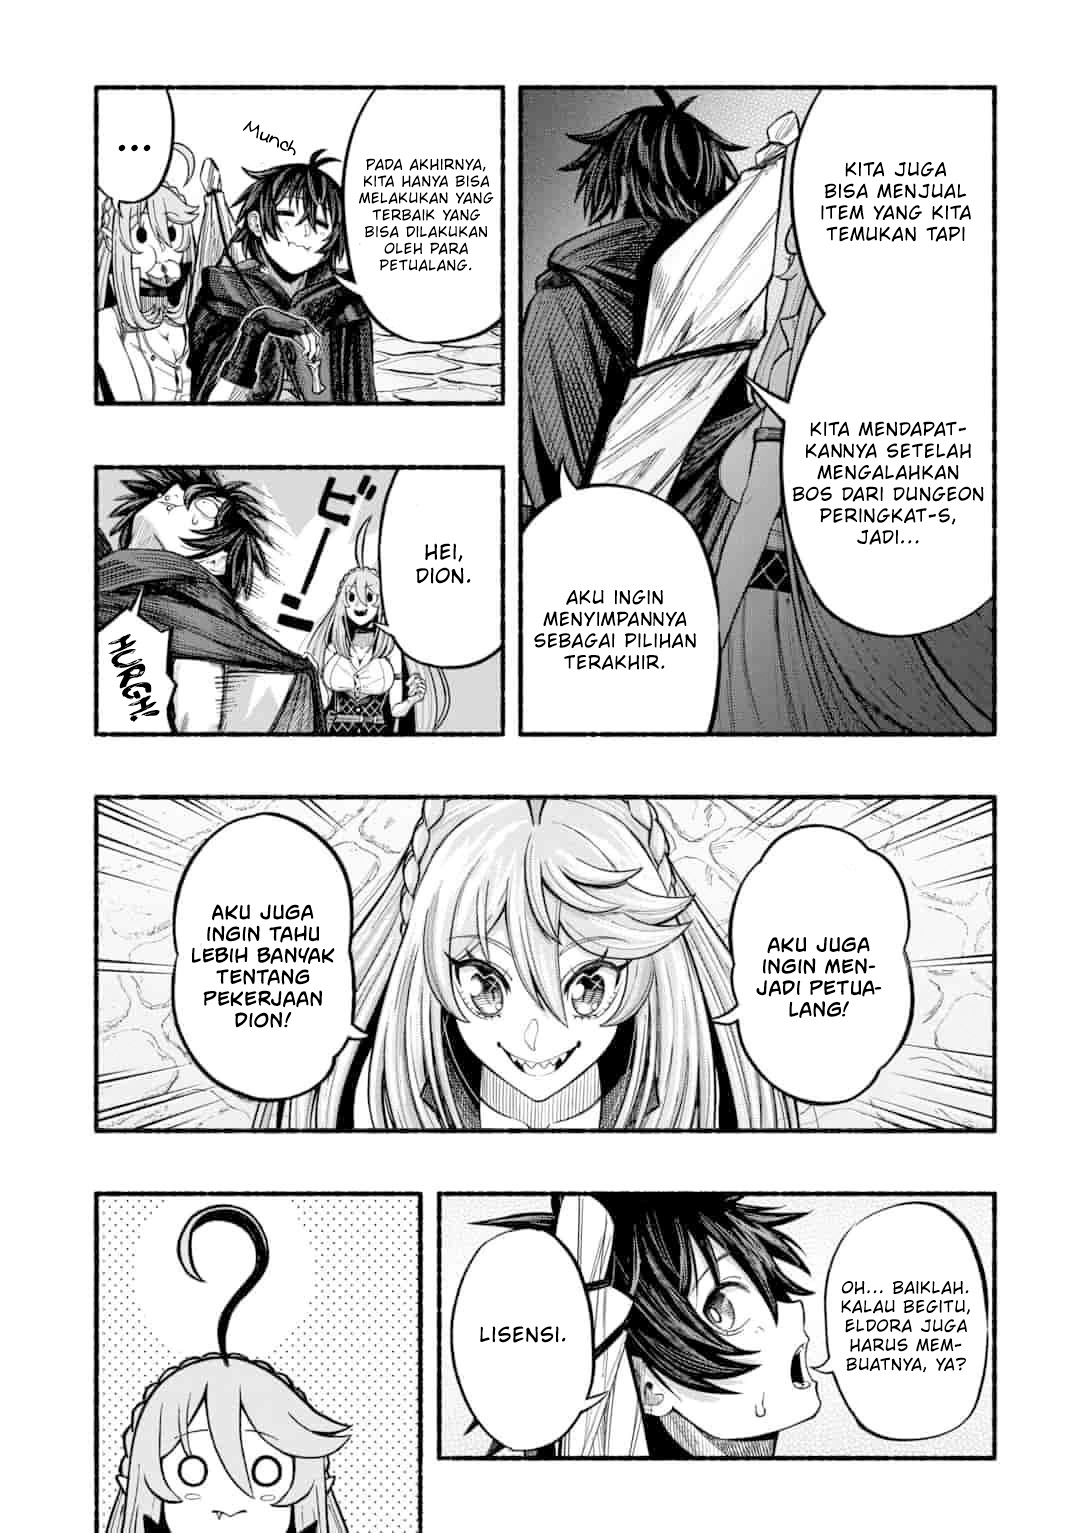 KITA JUGA
BISA MENJUAL
ITEM YANG KITA
TEMUKAN TAPI
KITA MENDAPAT-
KANNYA SETELAH
MENGALAHKAN
BOS DARI DUNGEON
PERINGKAT-S,
JADI...
AKU INGIN
MENYIMPANNYA
SEBAGAI PILIHAN
TERAKHIR.
Munch
PADA AKHIRNYA,
KITA HANYA BISA
MELAKUKAN YANG
TERBAIK YANG
BISA DILAKUKAN
OLEH PARA
PETUALANG.
...
HEI,
DION.
ビーン
HURGH!
AKU JUGA
INGIN MEN-
JADI PETUA-
LANG!
AKU JUGA
INGIN TAHU
LEBIH BANYAK
TENTANG
PEKERJAAN
DION!
OH... BAIKLAH.
KALAU BEGITU,
ELDORA JUGA
HARUS MEM-
BUATNYA, YA?
LISENSI.